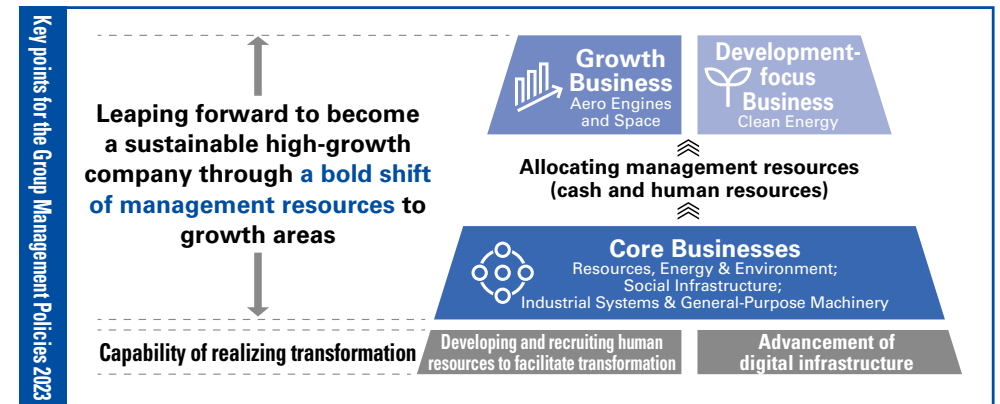 Key points for the Group Management Policies 2023
Leaping forward to become
a sustainable high-growth
company through a bold shift
of management resources to
growth areas
Growth
Business
Aero Engines
and Space
Development-
focus
Business
Clean Energy
Allocating management resources
(cash and human resources)
Core Businesses
Resources, Energy & Environment;
Social Infrastructure;
Industrial Systems & General-Purpose Machinery
Capability of realizing transformation
Developing and recruiting human
resources to facilitate transformation
Advancement of
digital infrastructure